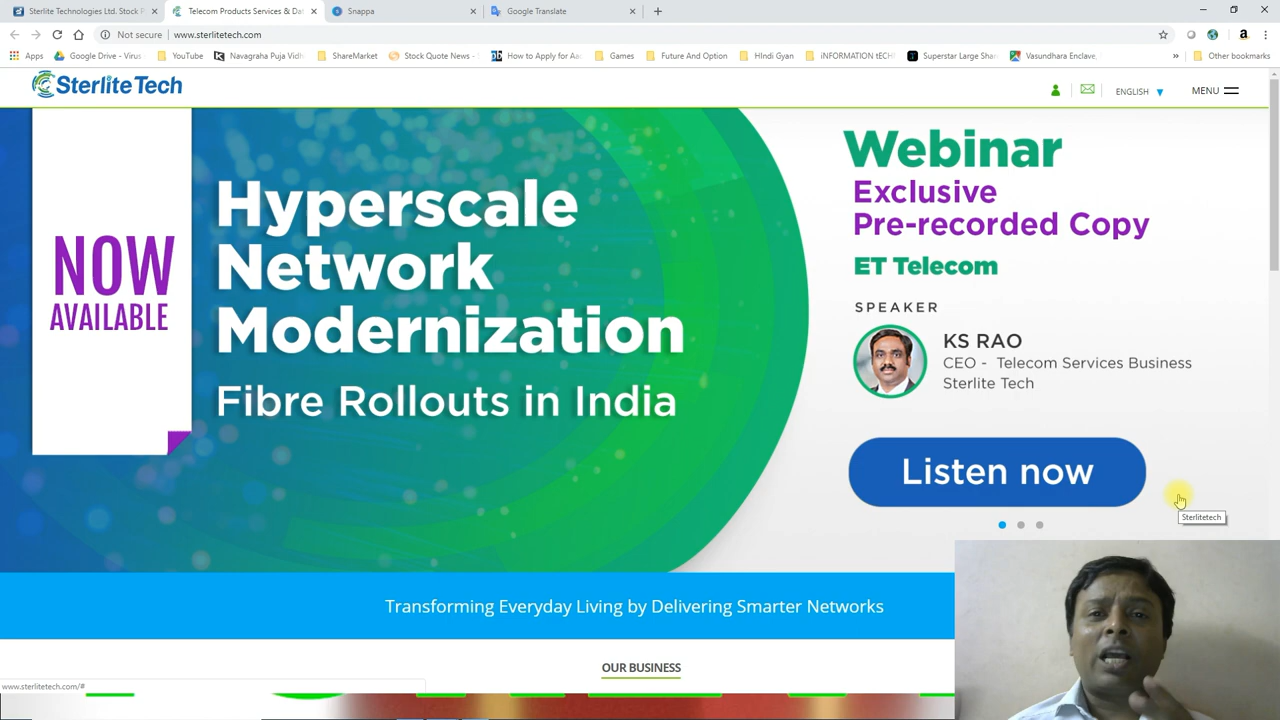 Sterlite Technologies Ltd. Stock P
Telecom Products Services & Dat
Snappa
Google Translate
Not secure | www.sterlitetech.com
Apps
Google Drive - Virus
YouTube
Navagraha Puja Vidh
ShareMarket
Stock Quote News -
How to Apply for Aad
Games
Future And Option
HIndi Gyan
iNFORMATION tECH
Superstar Large Shar
Vasundhara Enclave,
»
Other bookmarks
Sterlite Tech
ENGLISH
MENU
NOW
AVAILABLE
Hyperscale
Network
Modernization
Fibre Rollouts in India
Webinar
Exclusive
Pre-recorded Copy
ET Telecom
SPEAKER
KS RAO
CEO - Telecom Services Business
Sterlite Tech
Listen now
Sterlitetech
Transforming Everyday Living by Delivering Smarter Networks
OUR BUSINESS
www.sterlitetech.com/#